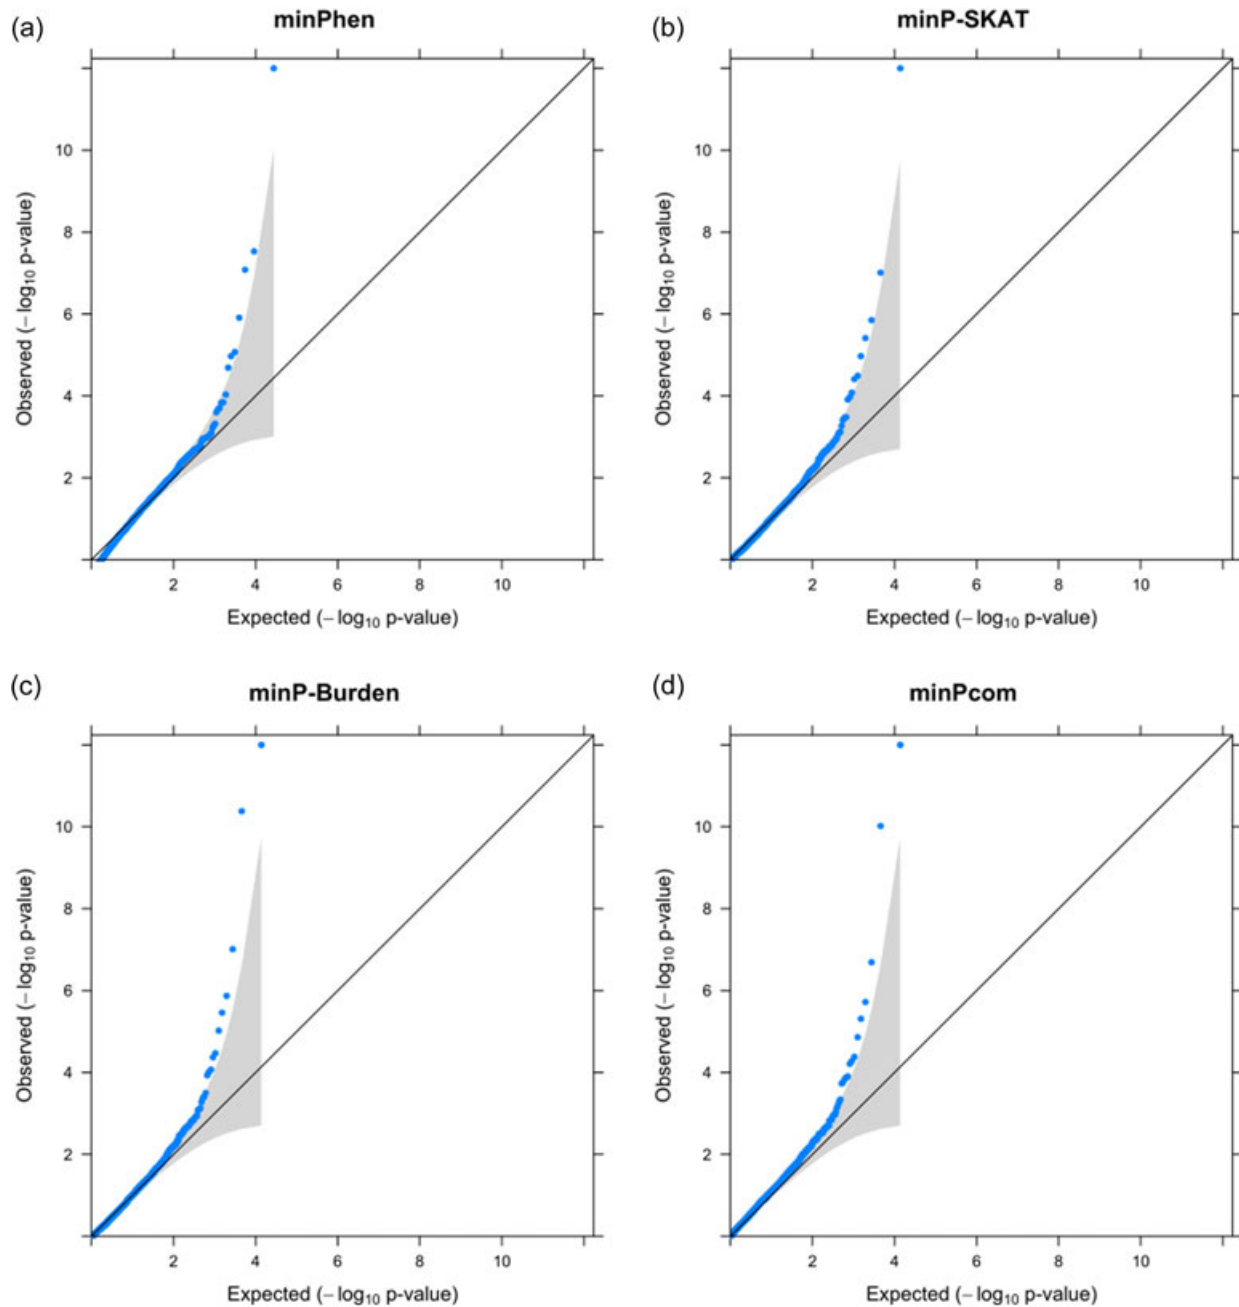 (a) minPhen
10
8
6
4
2
Observed (− log10 p-value)
2 4 6 8 10
Expected (− log10 p-value)
(b) minP-SKAT
10
8
6
4
2
Observed (− log10 p-value)
2 4 6 8 10
Expected (− log10 p-value)
(c) minP-Burden
10
8
6
4
2
Observed (− log10 p-value)
2 4 6 8 10
Expected (− log10 p-value)
(d) minPcom
10
8
6
4
2
Observed (− log10 p-value)
2 4 6 8 10
Expected (− log10 p-value)